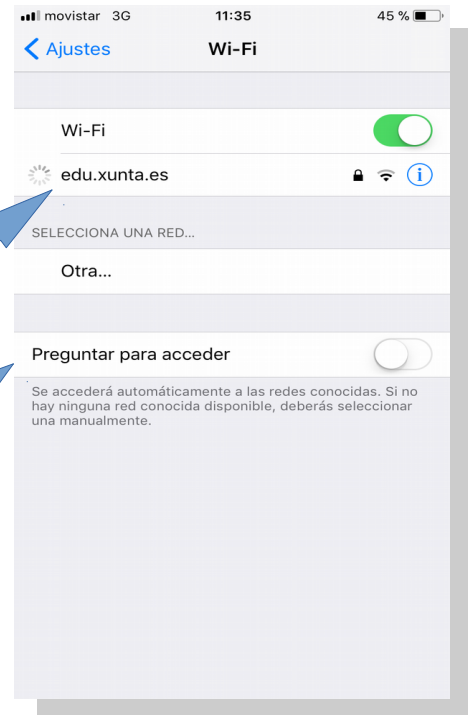 movistar 3G 11:35 45 %
Ajustes Wi-Fi
Wi-Fi
edu.xunta.es
SELECCIONA UNA RED...
Otra...
Preguntar para acceder
Se accederá automáticamente a las redes conocidas. Si no
hay ninguna red conocida disponible, deberás seleccionar
una manualmente.